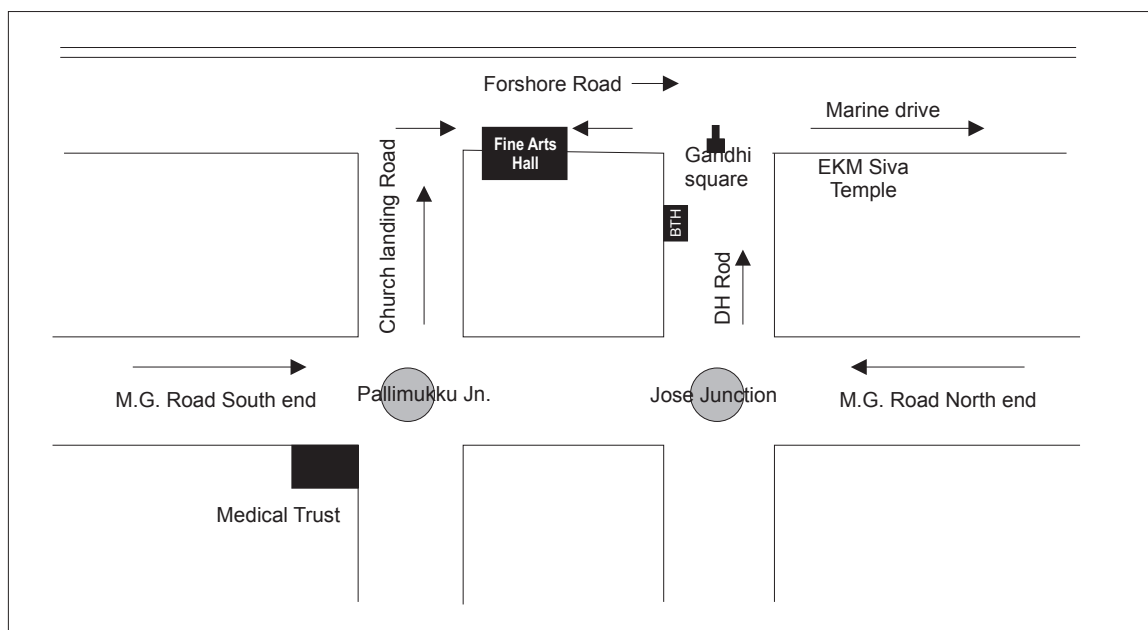 Forshore Road
Marine drive
Fine Arts
Hall
Gandhi
square
EKM Siva
Temple
Church landing Road
BTH
DH Rod
M.G. Road South end
Pallimukku Jn.
Jose Junction
M.G. Road North end
Medical Trust